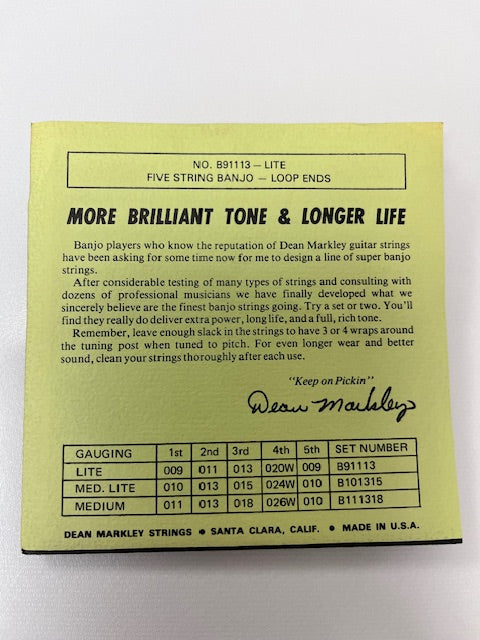 NO. B91113 — LITE
FIVE STRING BANJO — LOOP ENDS
MORE BRILLIANT TONE & LONGER LIFE
Banjo players who know the reputation of Dean Markley guitar strings
have been asking for some time now for me to design a line of super banjo
strings.
After considerable testing of many types of strings and consulting with
dozens of professional musicians we have finally developed what we
sincerely believe are the finest banjo strings going. Try a set or two. You'll
find they really do deliver extra power, long life, and a full, rich tone.
Remember, leave enough slack in the strings to have 3 or 4 wraps around
the tuning post when tuned to pitch. For even longer wear and better
sound, clean your strings thoroughly after each use.
"Keep on Pickin"
Dean Markley
GAUGING 1st 2nd 3rd 4th 5th SET NUMBER
LITE 009 011 013 020W 009 B91113
MED. LITE 010 013 015 024W 010 B101315
MEDIUM 011 013 018 026W 010 B111318
DEAN MARKLEY STRINGS • SANTA CLARA, CALIF. • MADE IN U.S.A.